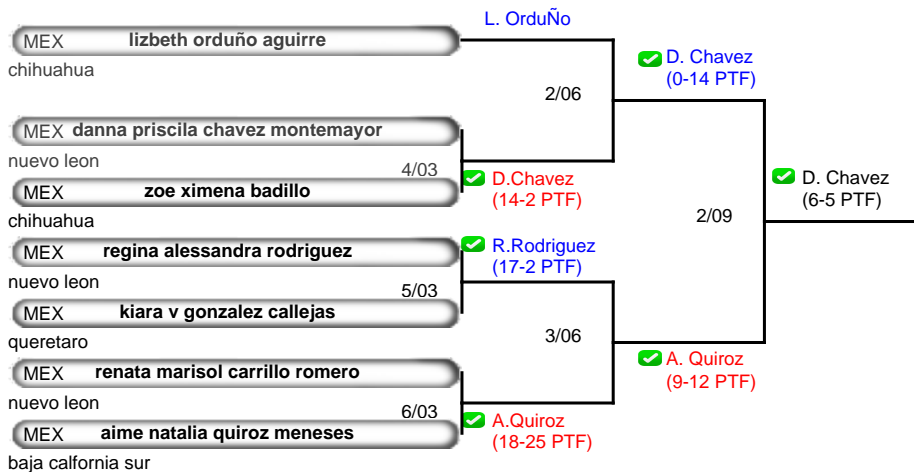 L. OrduÑo
MEX lizbeth orduño aguirre
chihuahua
D. Chavez
(0-14 PTF)
2/06
MEX danna priscila chavez montemayor
nuevo leon
4/03
D.Chavez
(14-2 PTF)
D. Chavez
(6-5 PTF)
MEX zoe ximena badillo
chihuahua
2/09
MEX regina alessandra rodriguez
R.Rodriguez
(17-2 PTF)
nuevo leon
5/03
MEX kiara v gonzalez callejas
queretaro
3/06
A. Quiroz
(9-12 PTF)
MEX renata marisol carrillo romero
nuevo leon
6/03
A.Quiroz
(18-25 PTF)
MEX aime natalia quiroz meneses
baja calfornia sur